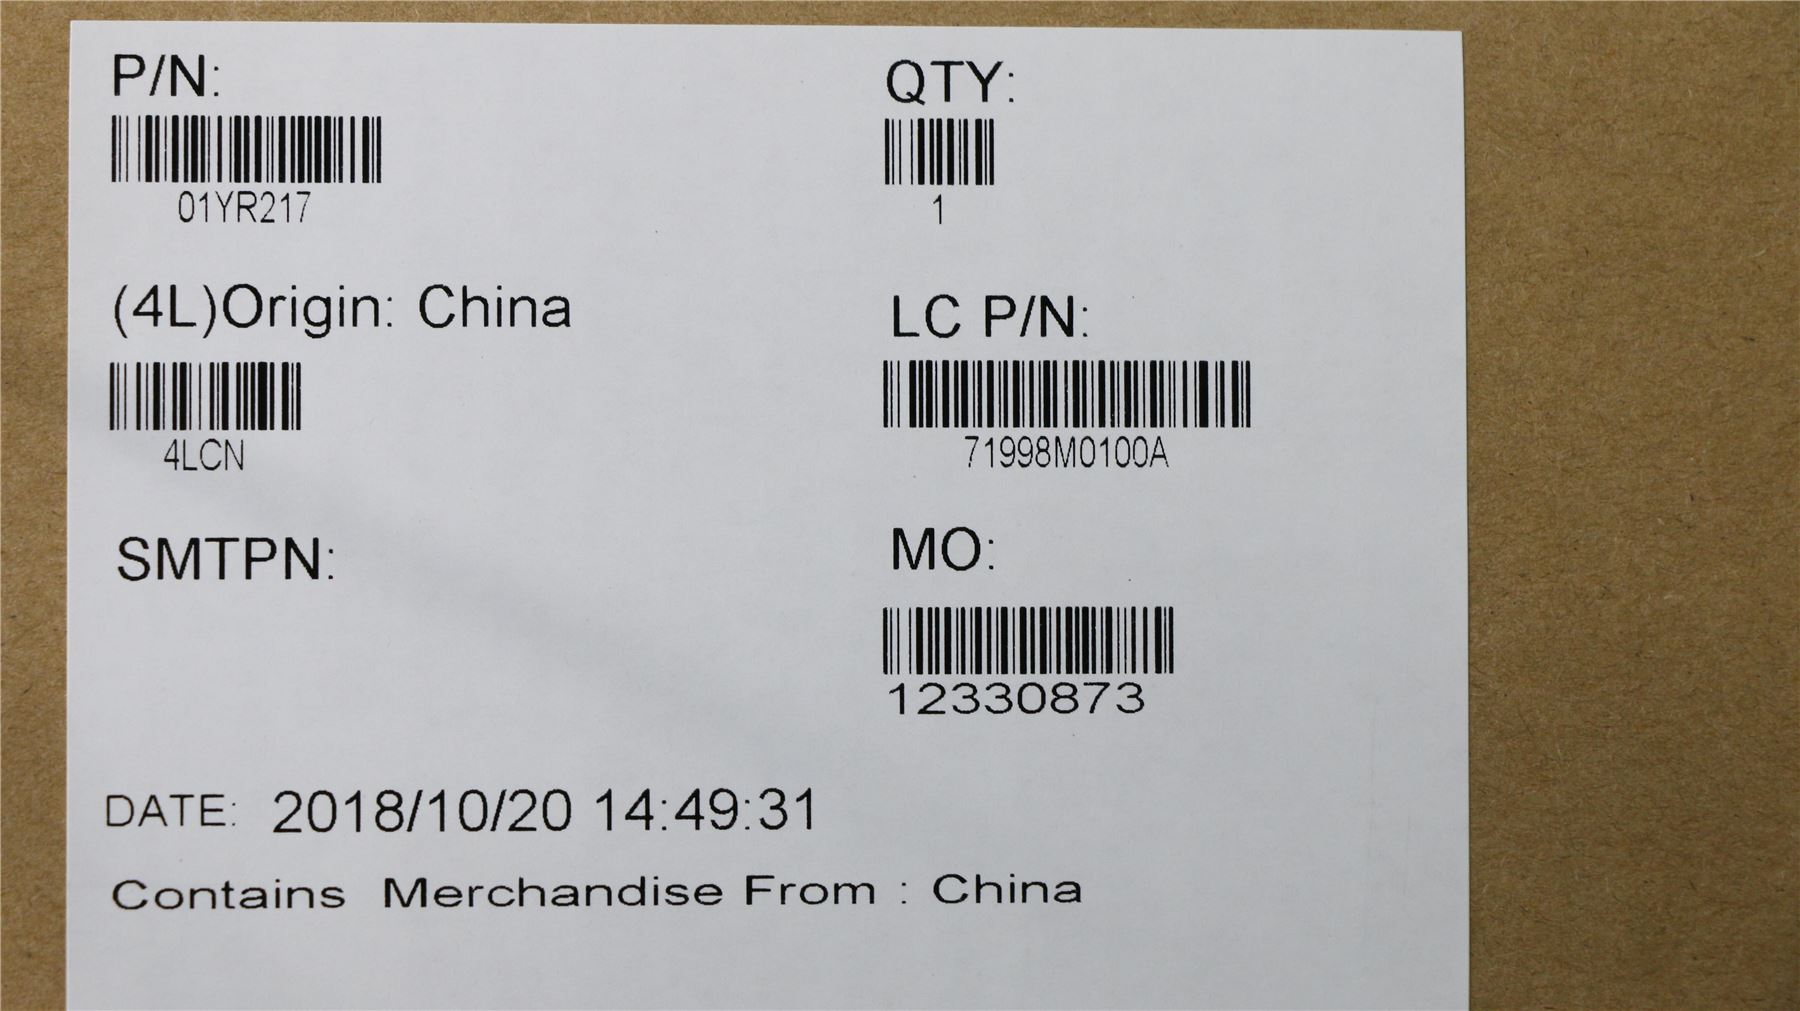 P/N:
01YR217
QTY:
1
(4L)Origin: China
4LCN
LC P/N:
71998M0100A
SMTPN:
MO:
12330873
DATE: 2018/10/20 14:49:31
Contains Merchandise From : China